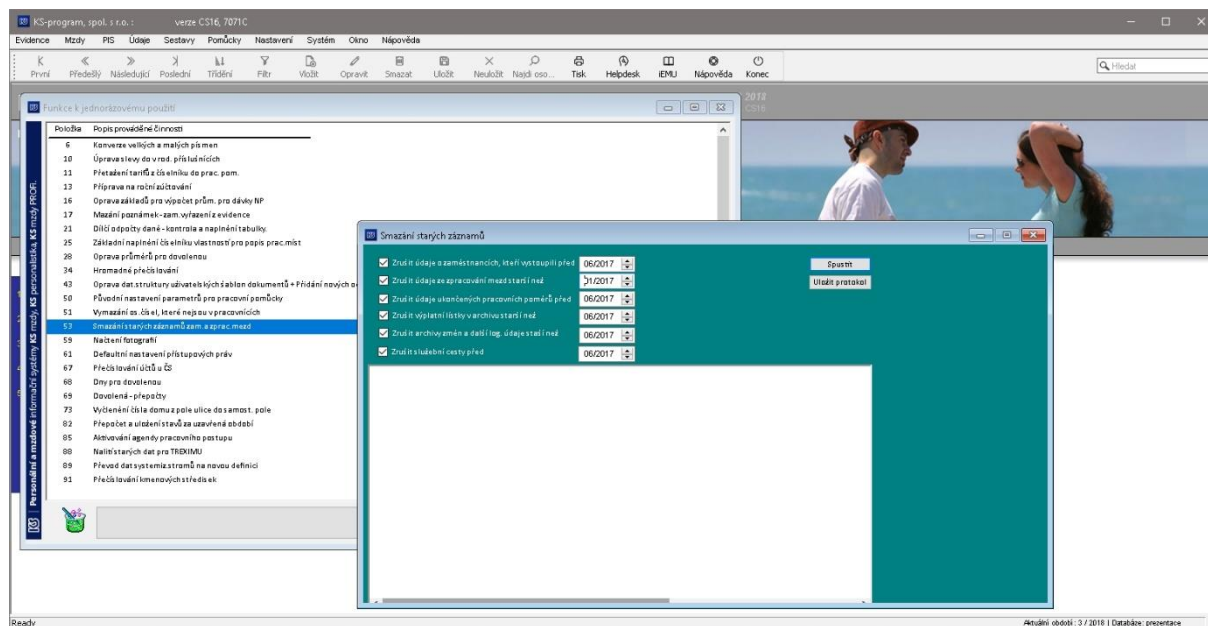 KS-program, spol. s r.o. : verze CS16, 7071C
Evidence Mzdy PIS Údaje Sestavy Pomůcky Nastavení Systém Okno Nápověda
První Předešlý Následující Poslední Třídění Filtr Vložit Opravit Smazat Uložit Neuložit Najdi oso... Tisk Helpdesk iEMU Nápověda Konec
Hledat
2018
CS16
Funkce k jednorázovému použití
Položka Popis prováděné činnosti
6 Konverze velkých a malých písmen
10 Úprava slevy da v rod. příslušnících
11 Přetažení tarifů z číselníku do prac. pom.
13 Příprava na roční zúčtování
16 Oprava základů pro výpočet prům. pro dávky NP
17 Mazání poznámek - zam. vyřazení z evidence
21 Dílčí odpočty daně - kontrola a naplnění tabulky.
25 Základní naplnění číselníku vlastností pro popis prac.míst
28 Oprava průměrů pro dovolenou
34 Hromadné přečíslování
43 Oprava dat.struktury uživatelských šablon dokumentů + Přidání nových
50 Původní nastavení parametrů pro pracovní pomůcky
51 Vymazání os. čísel, které nejsou v pracovnících
53 Smazání starých záznamů zam. a zprac. mezd
59 Načtení fotografií
61 Defaultní nastavení přístupových práv
67 Přečíslování účtů u ČS
68 Dny pro dovolenou
69 Dovolená - přepočty
73 Vyčlenění čísla domu z pole ulice do samost. pole
82 Přepočet a uložení stavů za uzavřená období
85 Aktivování agendy pracovního postupu
88 Nalití starých dat pro TREXIMU
89 Převod dat systemiz.stromů na novou definici
91 Přečíslování kmenových středisek
Personální a mzdové informační systémy KS mzdy, KS personalistika, KS mzdy PROFI.
Smazání starých záznamů
Zrušit údaje o zaměstnancích, kteří vystoupili před 06/2017
Spustit
Zrušit údaje ze zpracování mezd starší než 01/2017
Uložit protokol
Zrušit údaje ukončených pracovních poměrů před 06/2017
Zrušit výplatní lístky v archivu starší než 06/2017
Zrušit archivy změn a další log. údaje staší než 06/2017
Zrušit služební cesty před 06/2017
Ready
Aktuální období : 3 / 2018 | Databáze: prezentace